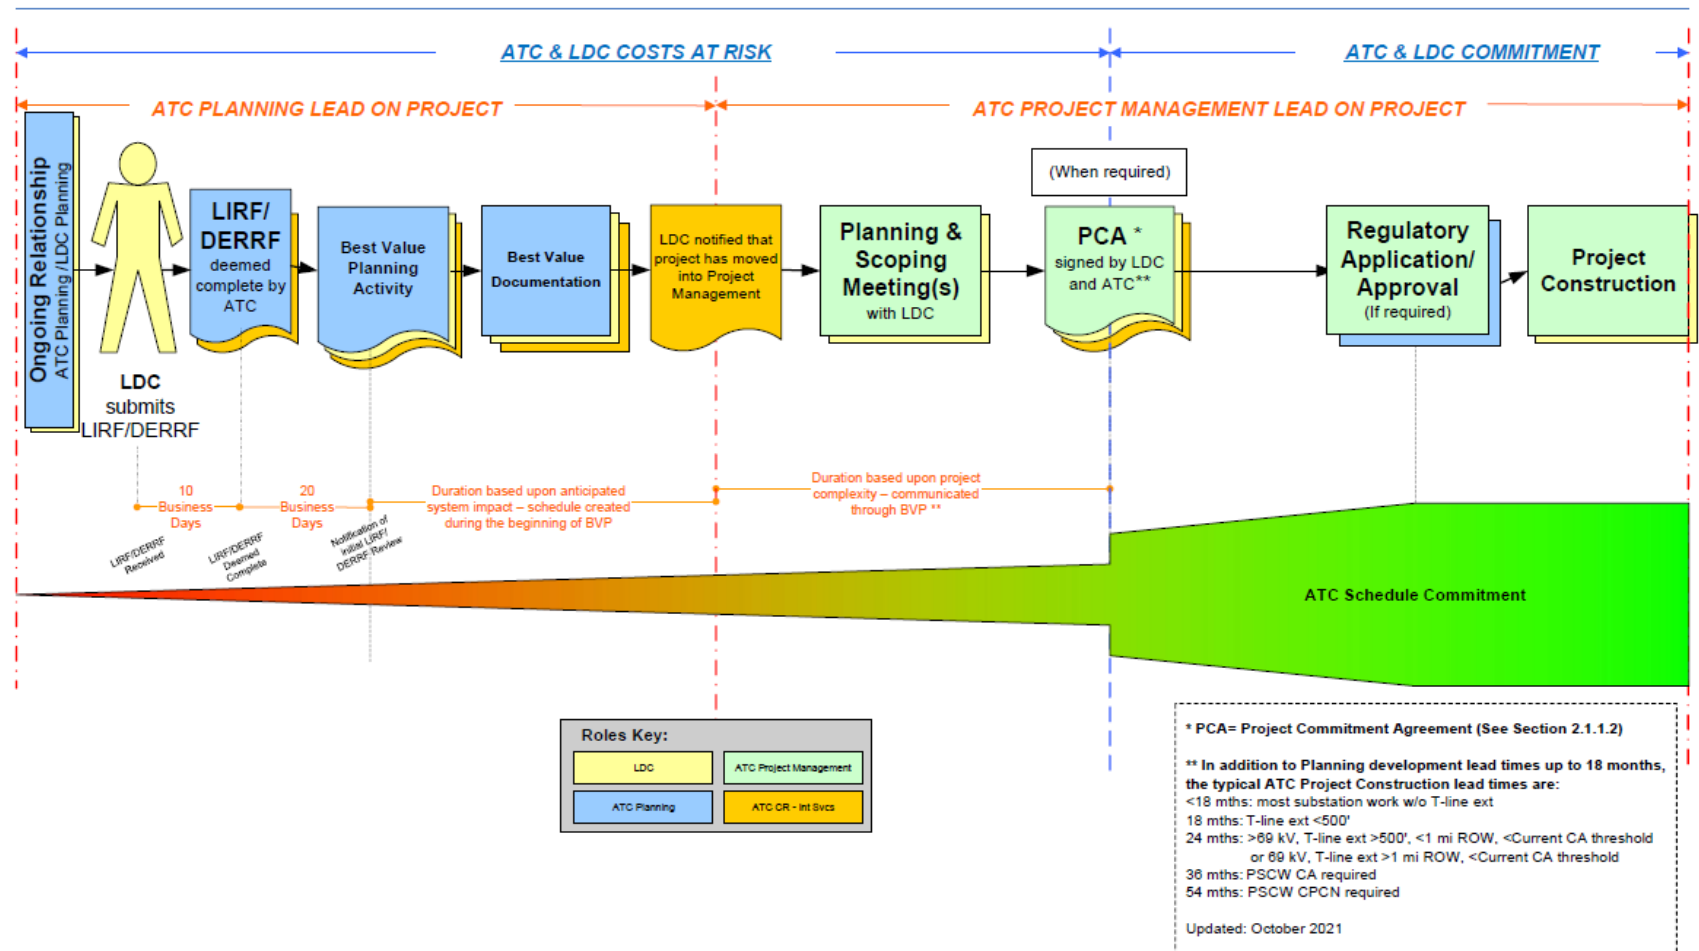 ATC & LDC COSTS AT RISK
ATC & LDC COMMITMENT
ATC PLANNING LEAD ON PROJECT
ATC PROJECT MANAGEMENT LEAD ON PROJECT
Ongoing Relationship
ATC Planning /LDC Planning
LDC
submits
LIRF/DERRF
LIRF/
DERRF
deemed
complete by
ATC
Best Value
Planning
Activity
Best Value
Documentation
LDC notified that
project has moved
into Project
Management
Planning &
Scoping
Meeting(s)
with LDC
(When required)
PCA *
signed by LDC
and ATC**
Regulatory
Application/
Approval
(If required)
Project
Construction
10
Business
Days
20
Business
Days
Duration based upon anticipated
system impact – schedule created
during the beginning of BVP
Duration based upon project
complexity – communicated
through BVP **
LIRF/DERRF
Received
LIRF/DERRF
Deemed
Complete
Notification of
initial LIRF/
DERRF Review
ATC Schedule Commitment
Roles Key:
LDC
ATC Project Management
ATC Planning
ATC CR - Int Svcs
* PCA= Project Commitment Agreement (See Section 2.1.1.2)
** In addition to Planning development lead times up to 18 months,
the typical ATC Project Construction lead times are:
<18 mths: most substation work w/o T-line ext
18 mths: T-line ext <500'
24 mths: >69 kV, T-line ext >500', <1 mi ROW, <Current CA threshold
or 69 kV, T-line ext >1 mi ROW, <Current CA threshold
36 mths: PSCW CA required
54 mths: PSCW CPCN required
Updated: October 2021